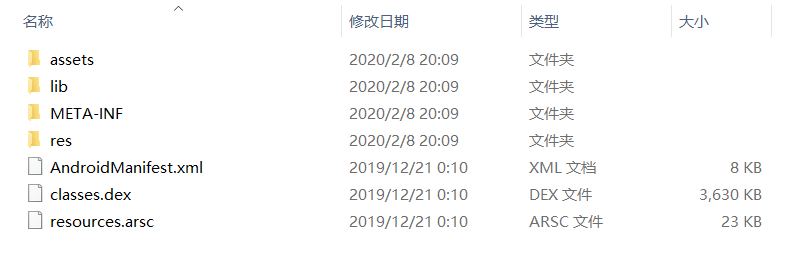 名称 修改日期 类型 大小
assets 2020/2/8 20:09 文件夹
lib 2020/2/8 20:09 文件夹
META-INF 2020/2/8 20:09 文件夹
res 2020/2/8 20:09 文件夹
AndroidManifest.xml 2019/12/21 0:10 XML 文档 8 KB
classes.dex 2019/12/21 0:10 DEX 文件 3,630 KB
resources.arsc 2019/12/21 0:10 ARSC 文件 23 KB